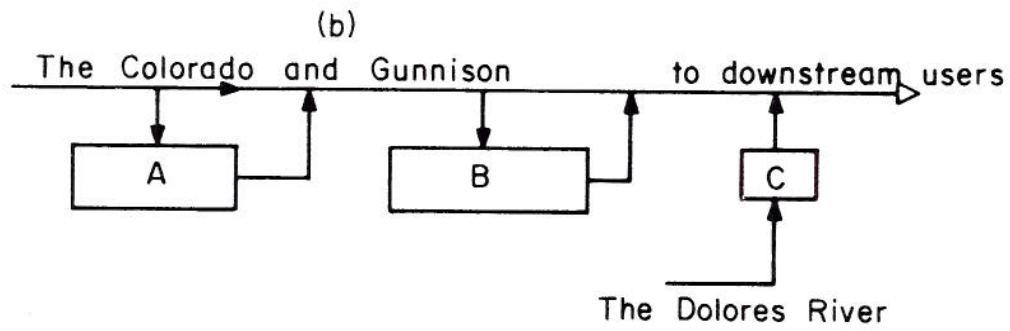 (b)
The Colorado and Gunnison to downstream users
A B C
The Dolores River